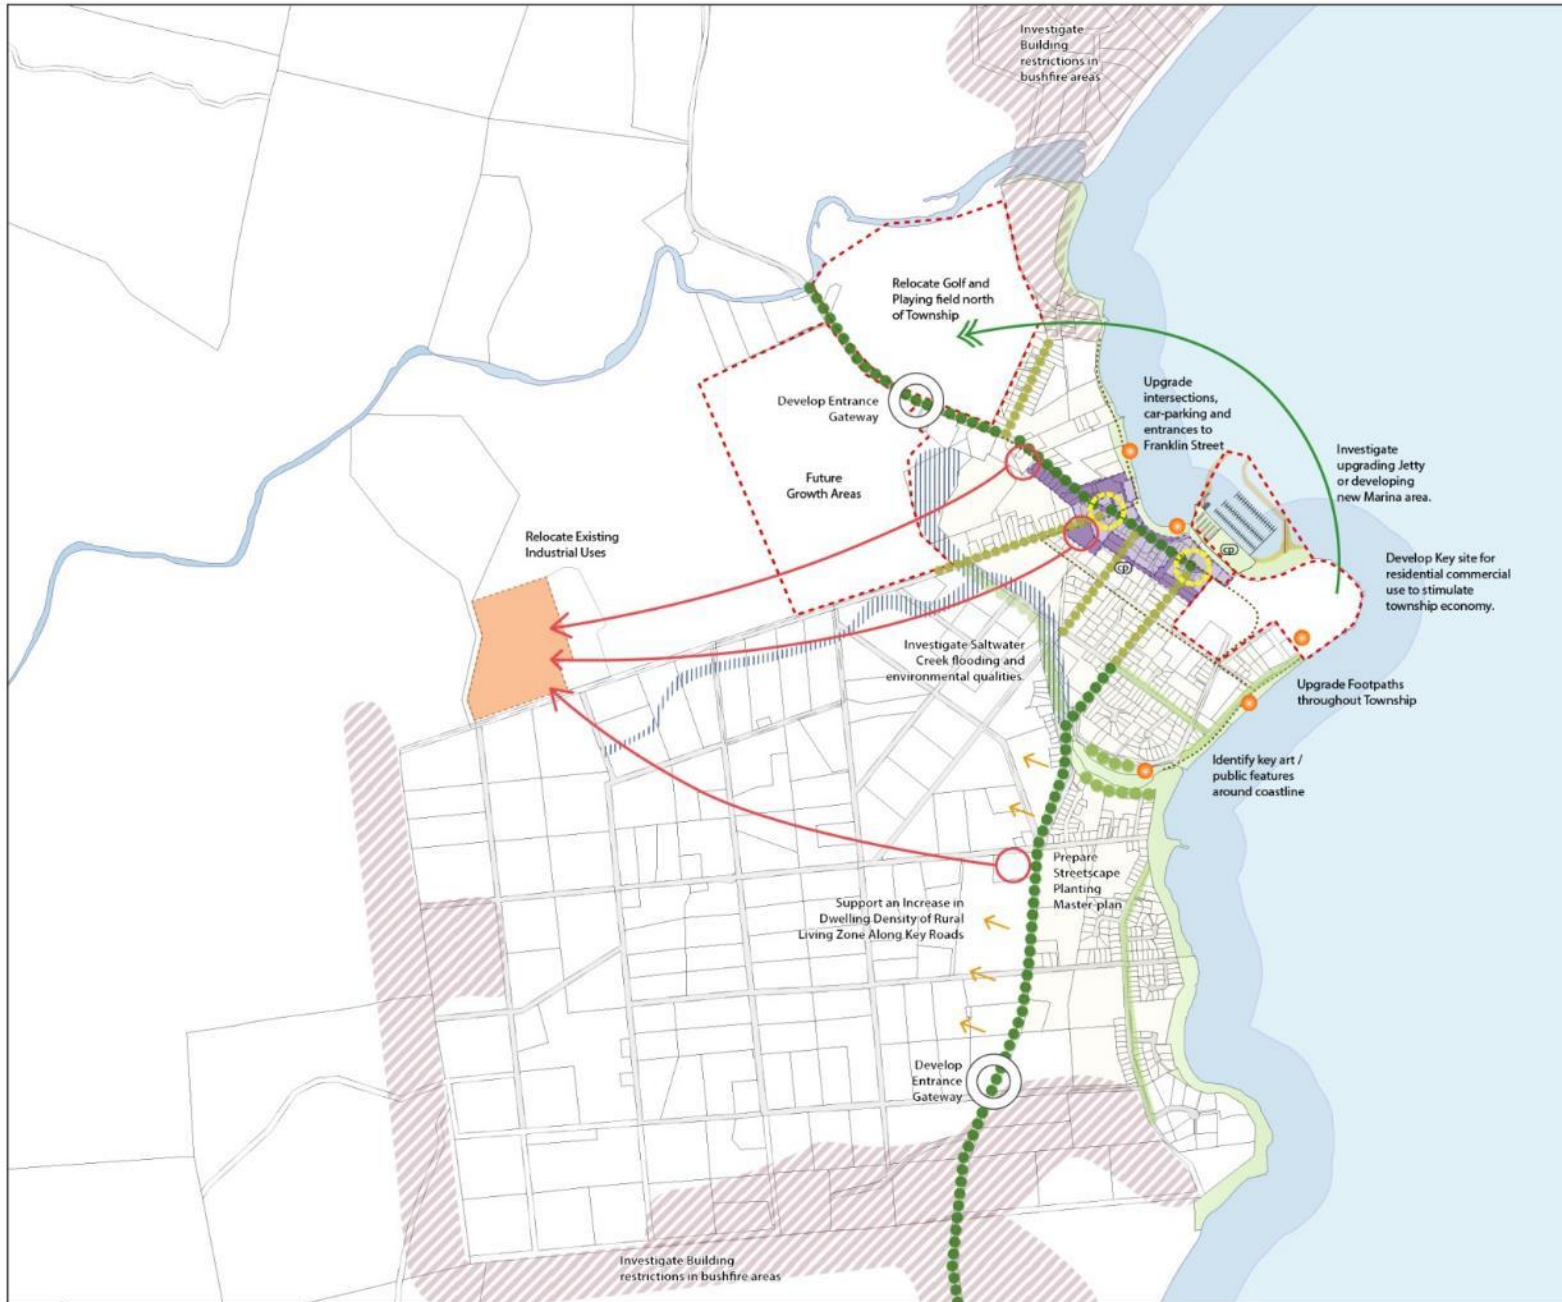 Investigate
Building
restrictions in
bushfire areas
Relocate Golf and
Playing field north
of Township
Develop Entrance
Gateway
Upgrade
intersections,
car-parking and
entrances to
Franklin Street
Investigate
upgrading Jetty
or developing
new Marina area.
Future
Growth Areas
Relocate Existing
Industrial Uses
cp
cp
Develop Key site for
residential commercial
use to stimulate
township economy.
Investigate Saltwater
Creek flooding and
environmental qualities.
Upgrade Footpaths
throughout Township
Identify key art /
public features
around coastline
Prepare
Streetscape
Planting
Master-plan
Support an Increase in
Dwelling Density of Rural
Living Zone Along Key Roads
Develop
Entrance
Gateway
Investigate Building
restrictions in bushfire areas